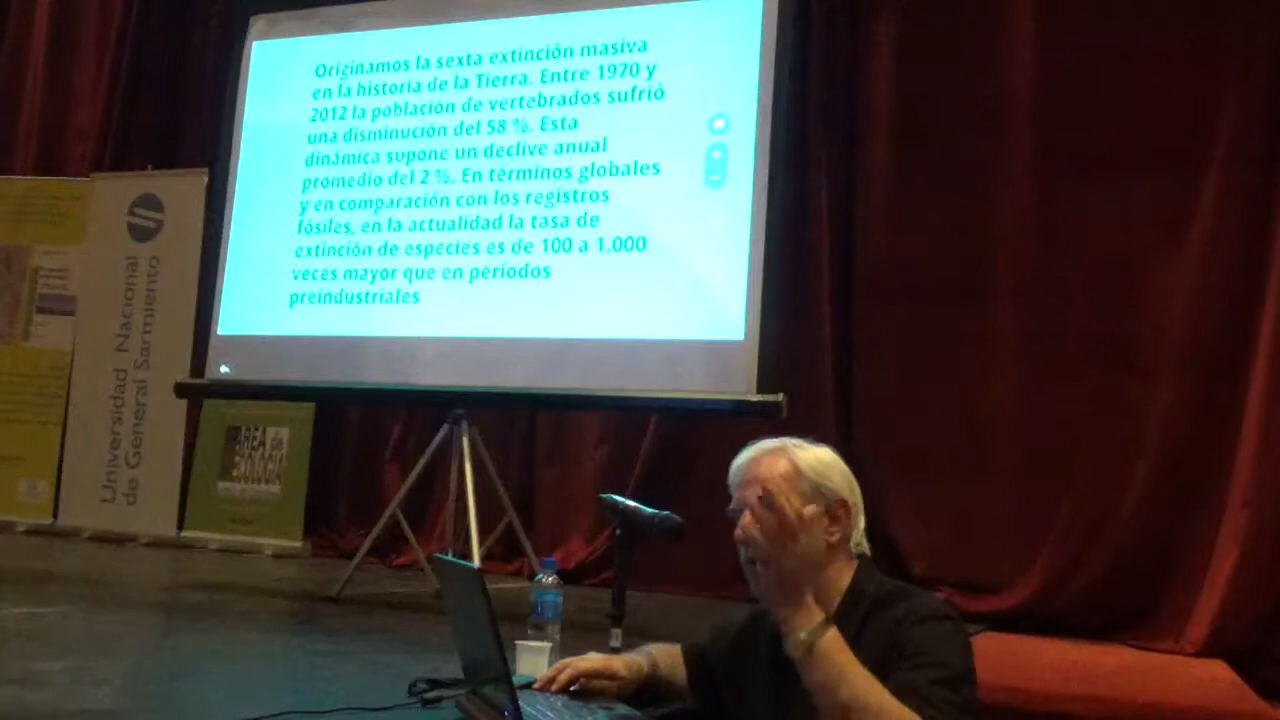 Originamos la sexta extinción masiva
en la historia de la Tierra. Entre 1970 y
2012 la población de vertebrados sufrió
una disminución del 58 %. Esta
dinámica supone un declive anual
promedio del 2 %. En términos globales
y en comparación con los registros
fósiles, en la actualidad la tasa de
extinción de especies es de 100 a 1.000
veces mayor que en períodos
preindustriales
Universidad Nacional
de General Sarmiento
ÁREA de
ECOLOGÍA